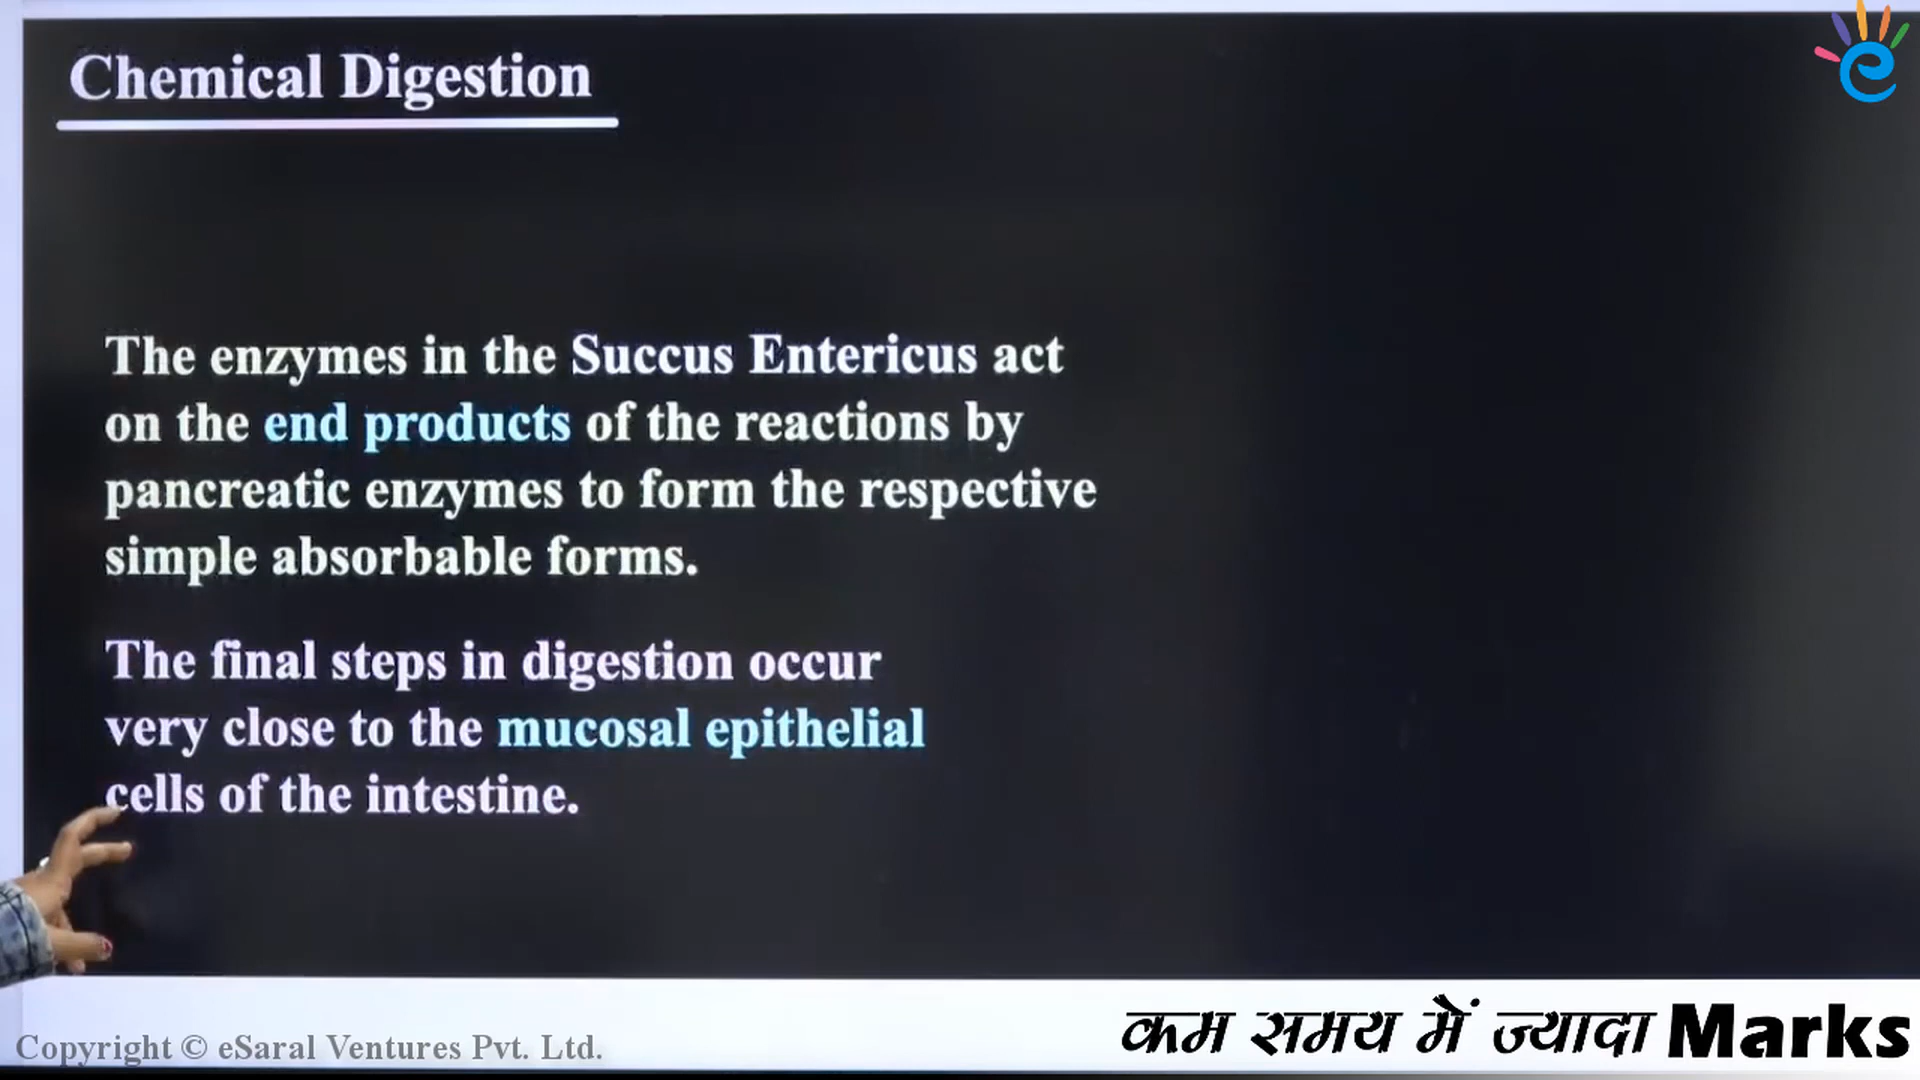 Chemical Digestion
The enzymes in the Succus Entericus act
on the end products of the reactions by
pancreatic enzymes to form the respective
simple absorbable forms.
The final steps in digestion occur
very close to the mucosal epithelial
cells of the intestine.
कम समय में ज्यादा Marks
Copyright © eSaral Ventures Pvt. Ltd.